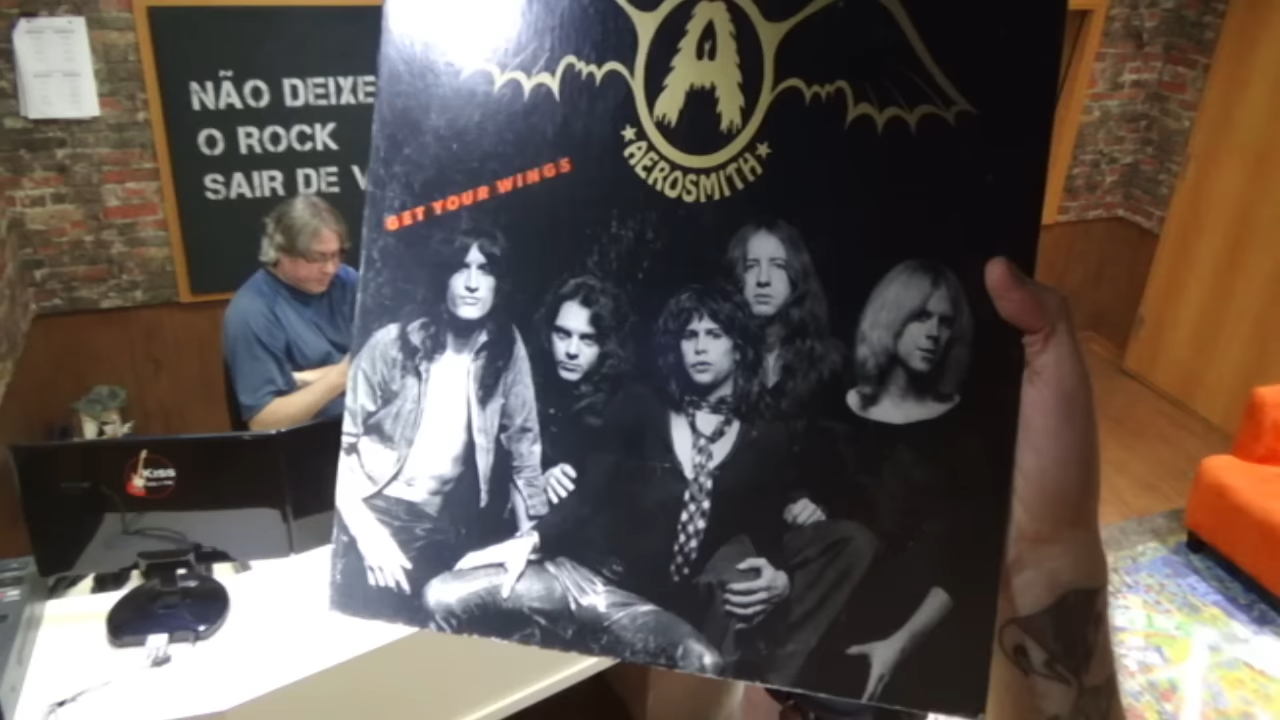 NÃO DEIXE
O ROCK
SAIR DE V
A
AEROSMITH
GET YOUR WINGS
KISS